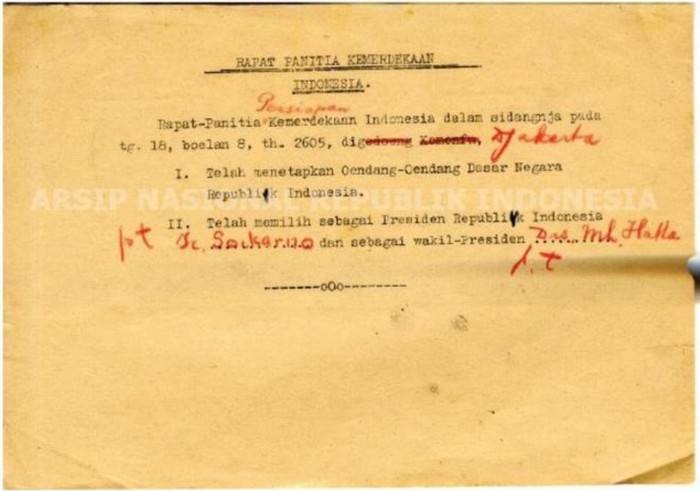 RAPAT PANITIA KEMERDEKAAN
INDONESIA.
Persiapan
Rapat-Panitia Kemerdekaan Indonesia dalam sidangnja pada
tg. 18, boelan 8, th. 2605, digedoeng Komonfu, Djakarta
I. Telah menetapkan Oendang-Oendang Dasar Negara
Republik Indonesia.
ARSIP NASIONAL REPUBLIK INDONESIA
II. Telah memilih sebagai Presiden Republik Indonesia
pt Ir. Soekarno dan sebagai wakil-Presiden ...... Drs. Moh. Hatta
p.t
-------oOo--------